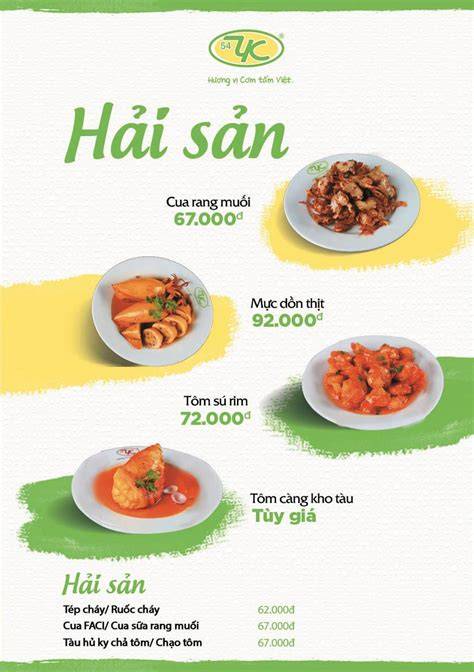 54 YC ®
Hương vị Cơm tấm Việt.
Hải sản
Cua rang muối
67.000đ
Mực dồn thịt
92.000đ
Tôm sú rim
72.000đ
Tôm càng kho tàu
Tùy giá
Hải sản
Tép cháy/ Ruốc cháy 62.000đ
Cua FACI/ Cua sữa rang muối 67.000đ
Tàu hủ ky chả tôm/ Chạo tôm 67.000đ